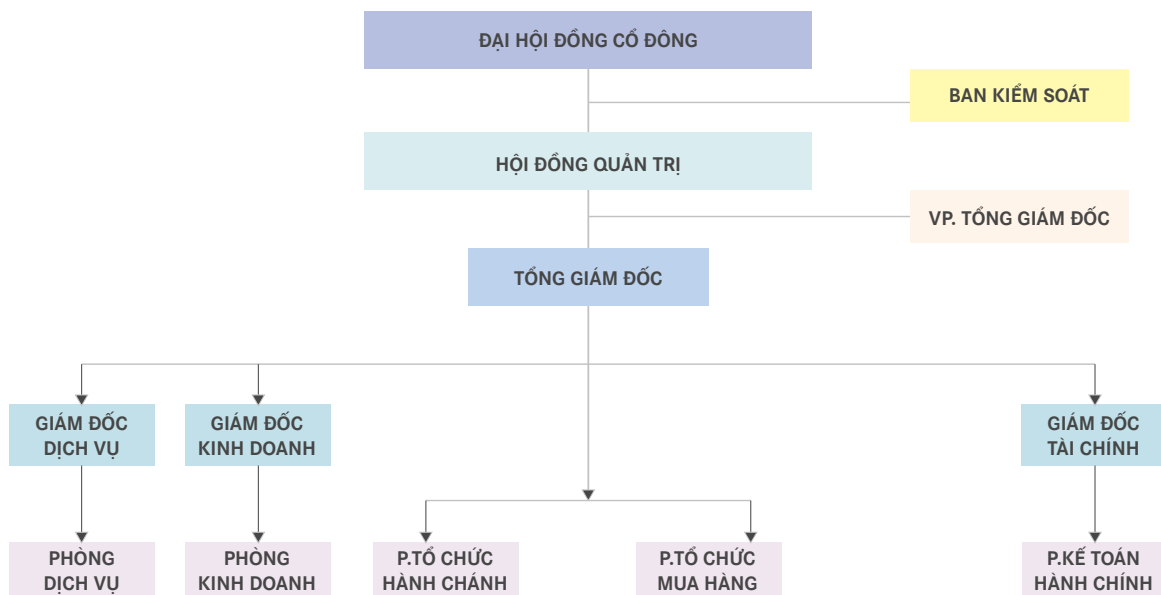 ĐẠI HỘI ĐỒNG CỔ ĐÔNG
BAN KIỂM SOÁT
HỘI ĐỒNG QUẢN TRỊ
VP. TỔNG GIÁM ĐỐC
TỔNG GIÁM ĐỐC
GIÁM ĐỐC
DỊCH VỤ
GIÁM ĐỐC
KINH DOANH
GIÁM ĐỐC
TÀI CHÍNH
PHÒNG
DỊCH VỤ
PHÒNG
KINH DOANH
P.TỔ CHỨC
HÀNH CHÁNH
P.TỔ CHỨC
MUA HÀNG
P.KẾ TOÁN
HÀNH CHÍNH